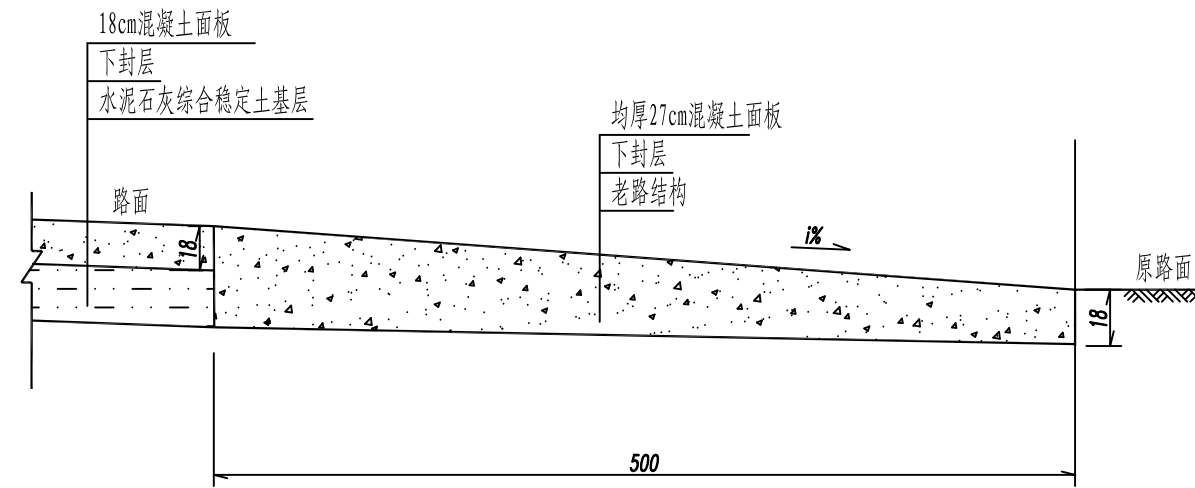 18cm混凝土面板
下封层
水泥石灰综合稳定土基层
均厚27cm混凝土面板
下封层
老路结构
路面
18
i%
原路面
18
500